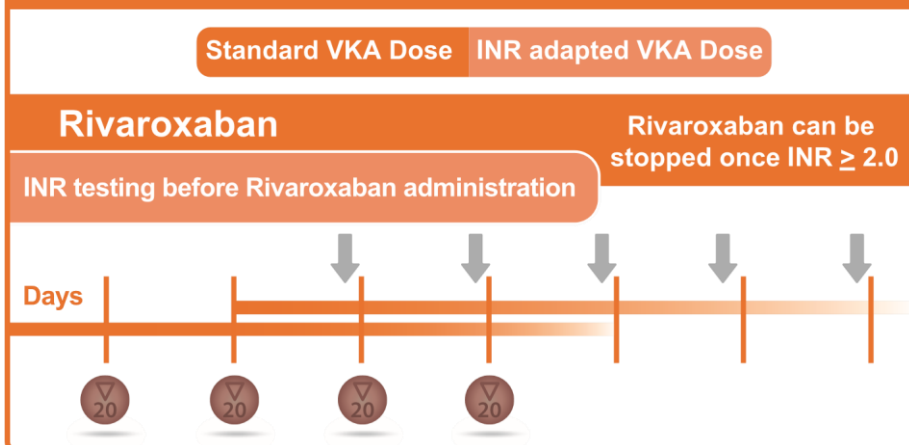 Standard VKA Dose INR adapted VKA Dose
Rivaroxaban
Rivaroxaban can be
stopped once INR ≥ 2.0
INR testing before Rivaroxaban administration
Days
20 20 20 20